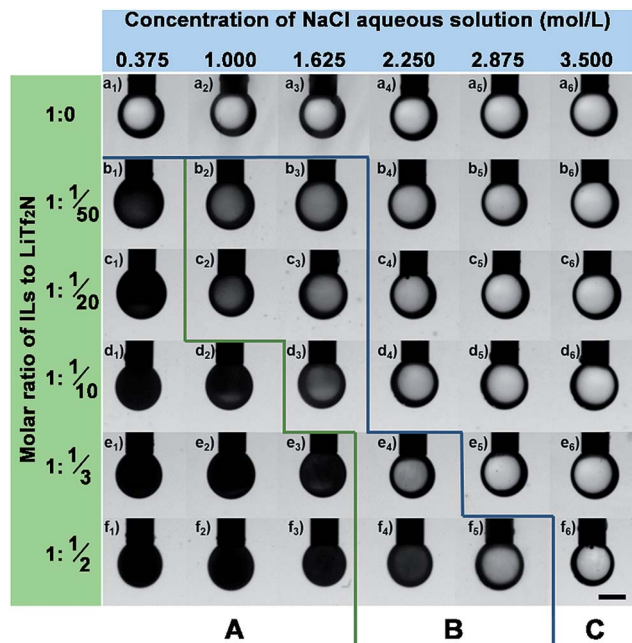 Concentration of NaCl aqueous solution (mol/L)
0.375 1.000 1.625 2.250 2.875 3.500
Molar ratio of ILs to LiTf₂N
1:0 a₁) a₂) a₃) a₄) a₅) a₆)
1: 1/50 b₁) b₂) b₃) b₄) b₅) b₆)
1: 1/20 c₁) c₂) c₃) c₄) c₅) c₆)
1: 1/10 d₁) d₂) d₃) d₄) d₅) d₆)
1: 1/3 e₁) e₂) e₃) e₄) e₅) e₆)
1: 1/2 f₁) f₂) f₃) f₄) f₅) f₆)
A B C